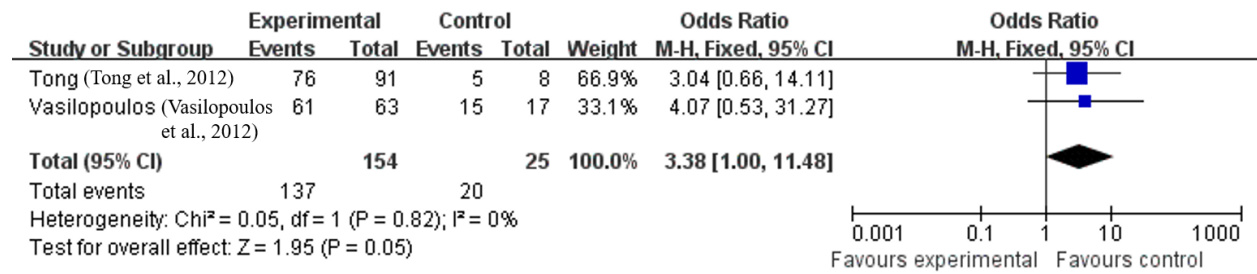 Experimental Control Odds Ratio Odds Ratio
Study or Subgroup Events Total Events Total Weight M-H, Fixed, 95% CI M-H, Fixed, 95% CI
Tong (Tong et al., 2012) 76 91 5 8 66.9% 3.04 [0.66, 14.11]
Vasilopoulos (Vasilopoulos 61 63 15 17 33.1% 4.07 [0.53, 31.27]
et al., 2012)
Total (95% CI) 154 25 100.0% 3.38 [1.00, 11.48]
Total events 137 20
Heterogeneity: Chi² = 0.05, df = 1 (P = 0.82); I² = 0%
Test for overall effect: Z = 1.95 (P = 0.05)
0.001 0.1 1 10 1000
Favours experimental Favours control